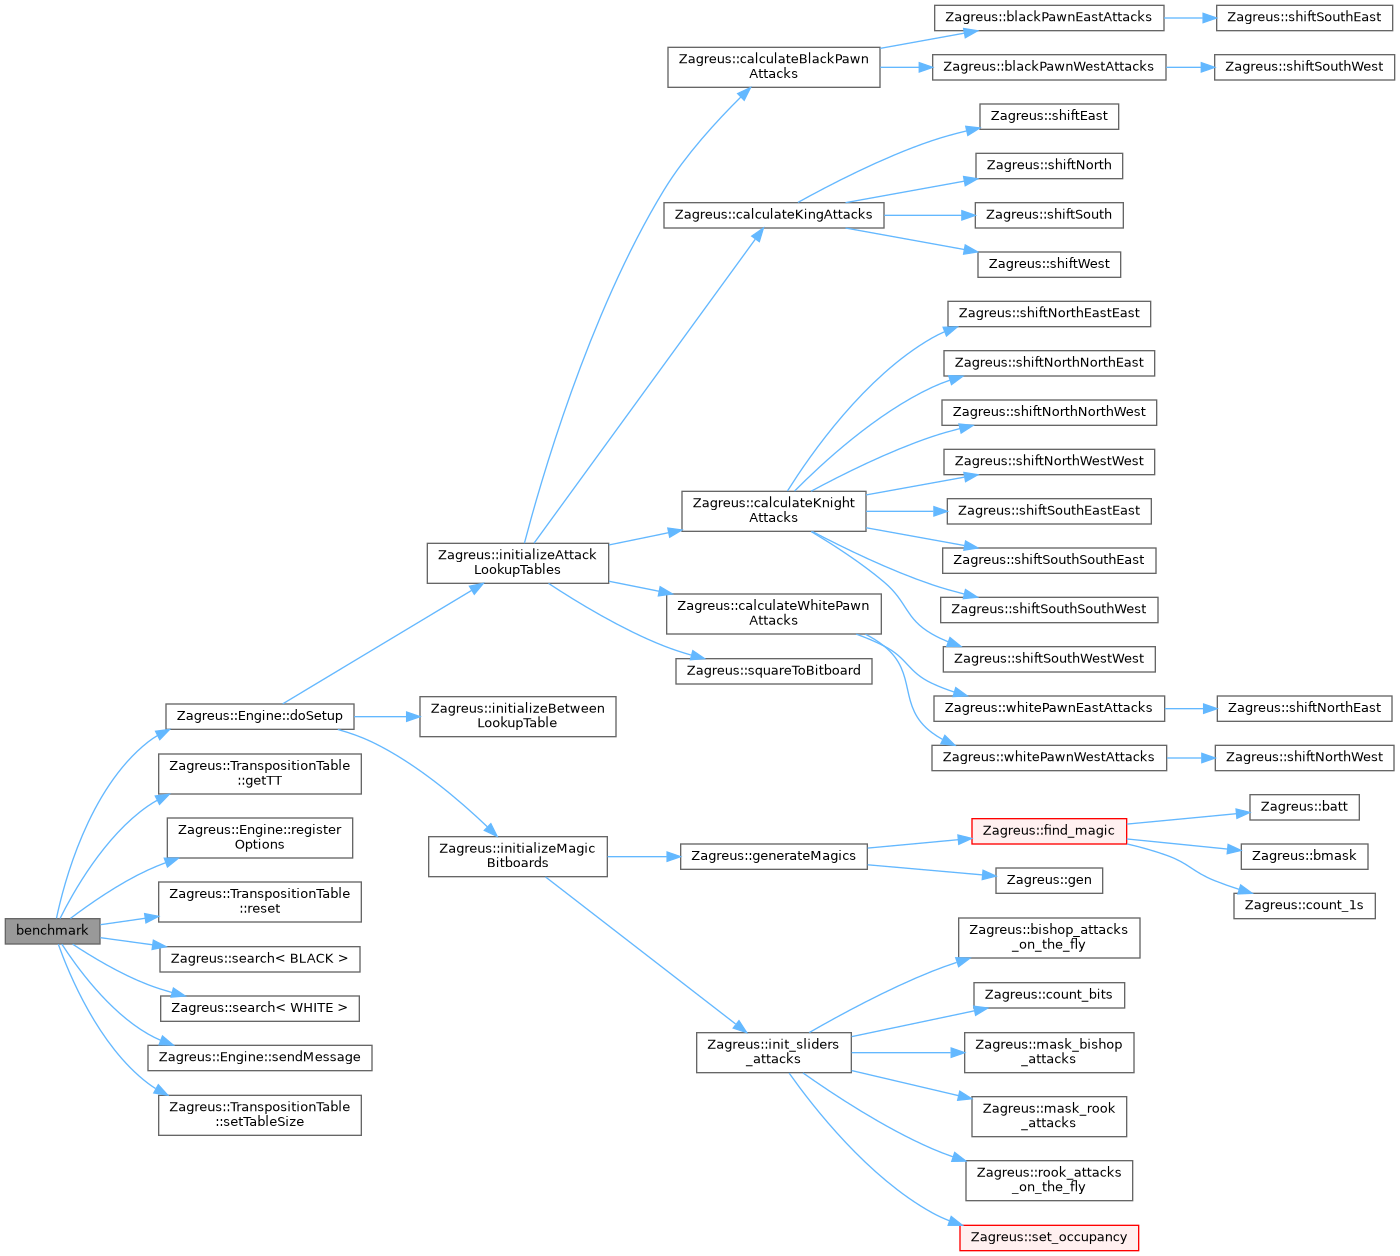 Zagreus::blackPawnEastAttacks
Zagreus::shiftSouthEast
Zagreus::calculateBlackPawn
Attacks
Zagreus::blackPawnWestAttacks
Zagreus::shiftSouthWest
Zagreus::shiftEast
Zagreus::shiftNorth
Zagreus::calculateKingAttacks
Zagreus::shiftSouth
Zagreus::shiftWest
Zagreus::shiftNorthEastEast
Zagreus::shiftNorthNorthEast
Zagreus::shiftNorthNorthWest
Zagreus::shiftNorthWestWest
Zagreus::calculateKnight
Attacks
Zagreus::shiftSouthEastEast
Zagreus::initializeAttack
LookupTables
Zagreus::shiftSouthSouthEast
Zagreus::calculateWhitePawn
Attacks
Zagreus::shiftSouthSouthWest
Zagreus::squareToBitboard
Zagreus::shiftSouthWestWest
Zagreus::Engine::doSetup
Zagreus::initializeBetween
LookupTable
Zagreus::whitePawnEastAttacks
Zagreus::shiftNorthEast
Zagreus::whitePawnWestAttacks
Zagreus::shiftNorthWest
Zagreus::TranspositionTable
::getTT
Zagreus::Engine::register
Options
Zagreus::initializeMagic
Bitboards
Zagreus::generateMagics
Zagreus::find_magic
Zagreus::batt
Zagreus::bmask
Zagreus::gen
Zagreus::count_1s
Zagreus::TranspositionTable
::reset
benchmark
Zagreus::search< BLACK >
Zagreus::search< WHITE >
Zagreus::Engine::sendMessage
Zagreus::TranspositionTable
::setTableSize
Zagreus::init_sliders
_attacks
Zagreus::bishop_attacks
_on_the_fly
Zagreus::count_bits
Zagreus::mask_bishop
_attacks
Zagreus::mask_rook
_attacks
Zagreus::rook_attacks
_on_the_fly
Zagreus::set_occupancy